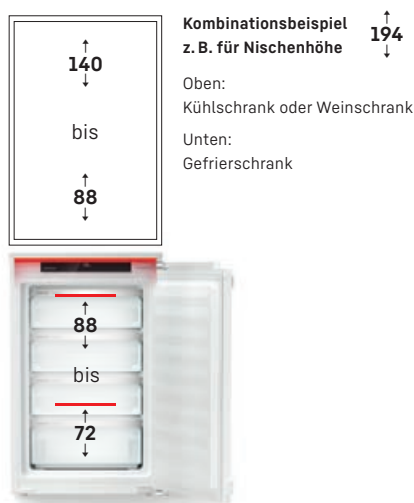 140
bis
88
Kombinationsbeispiel
z. B. für Nischenhöhe
194
Oben:
Kühlschrank oder Weinschrank
Unten:
Gefrierschrank
88
bis
72